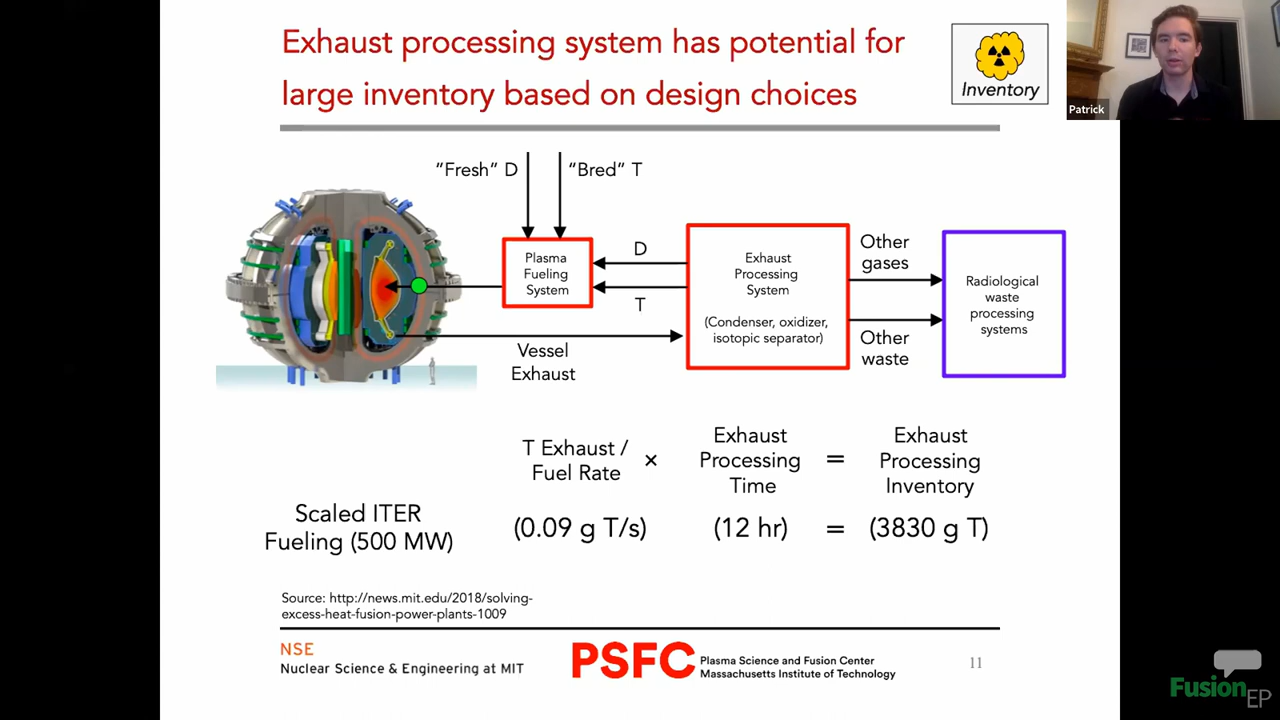 Exhaust processing system has potential for
large inventory based on design choices
Inventory
Patrick
“Fresh” D
“Bred” T
Plasma
Fueling
System
D
T
Vessel
Exhaust
Exhaust
Processing
System
(Condenser, oxidizer,
isotopic separator)
Other
gases
Other
waste
Radiological
waste
processing
systems
T Exhaust /
Fuel Rate
×
Exhaust
Processing
Time
=
Exhaust
Processing
Inventory
Scaled ITER
Fueling (500 MW)
(0.09 g T/s)
(12 hr)
=
(3830 g T)
Source: http://news.mit.edu/2018/solving-
excess-heat-fusion-power-plants-1009
NSE
Nuclear Science & Engineering at MIT
PSFC
Plasma Science and Fusion Center
Massachusetts Institute of Technology
11
Fusion
EP